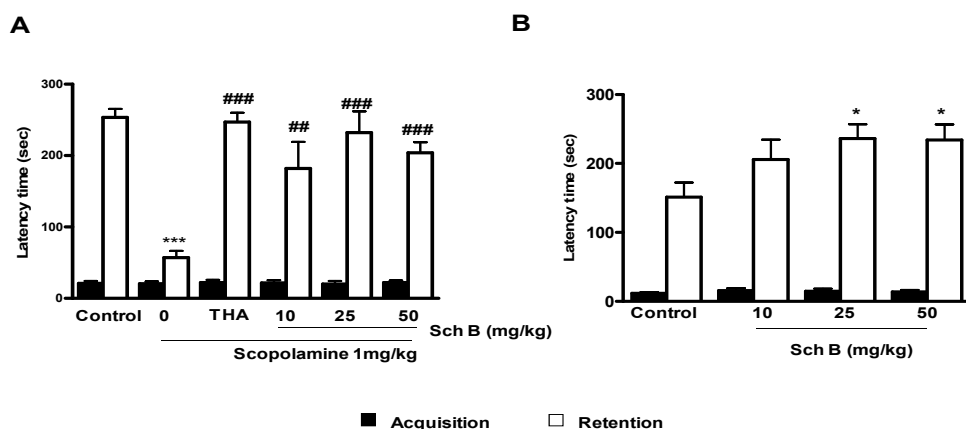 A
B
300
200
100
0
Latency time (sec)
***
###
##
###
###
Control 0 THA 10 25 50
Sch B (mg/kg)
Scopolamine 1mg/kg
300
200
100
0
Latency time (sec)
*
*
Control 10 25 50
Sch B (mg/kg)
Acquisition Retention